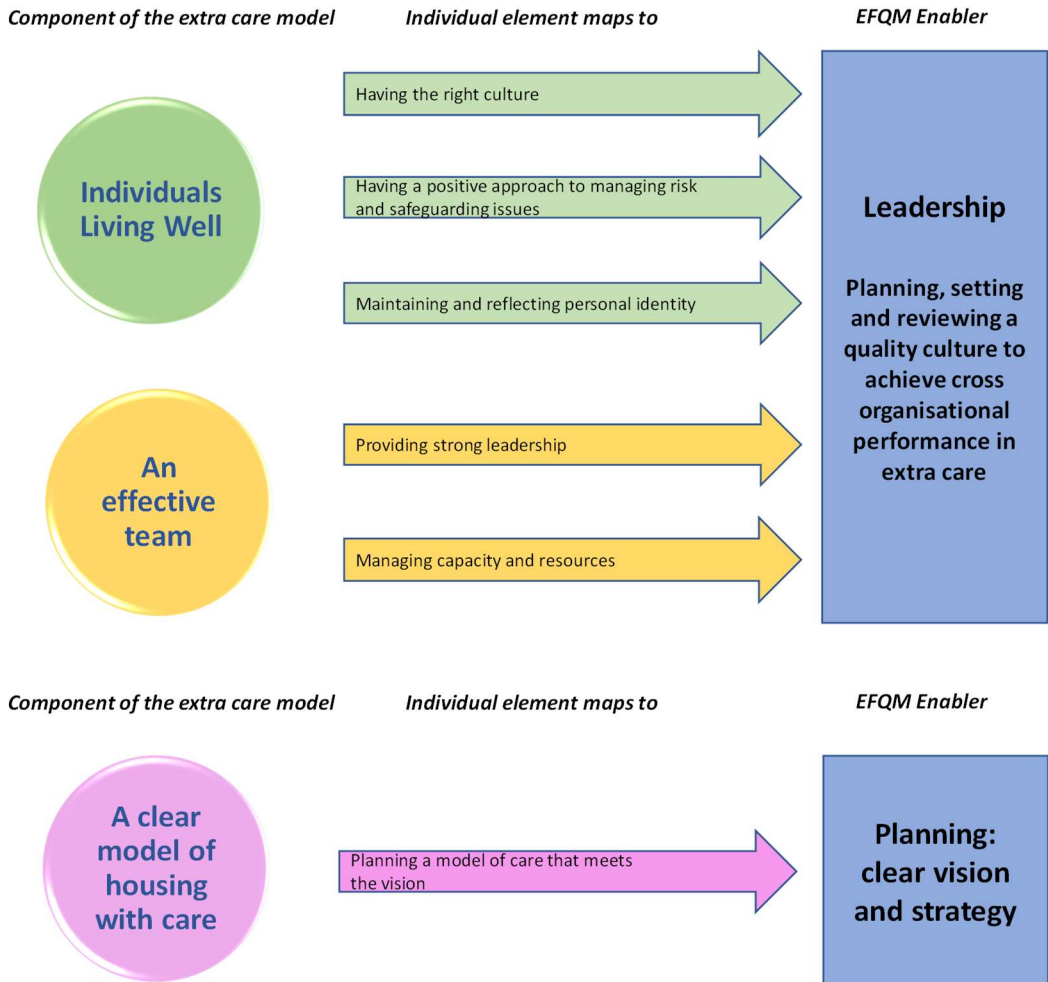 Component of the extra care model
Individual element maps to
EFQM Enabler
Individuals
Living Well
Having the right culture
Having a positive approach to managing risk
and safeguarding issues
Maintaining and reflecting personal identity
An
effective
team
Providing strong leadership
Managing capacity and resources
Leadership
Planning, setting
and reviewing a
quality culture to
achieve cross
organisational
performance in
extra care
Component of the extra care model
Individual element maps to
EFQM Enabler
A clear
model of
housing
with care
Planning a model of care that meets
the vision
Planning:
clear vision
and strategy